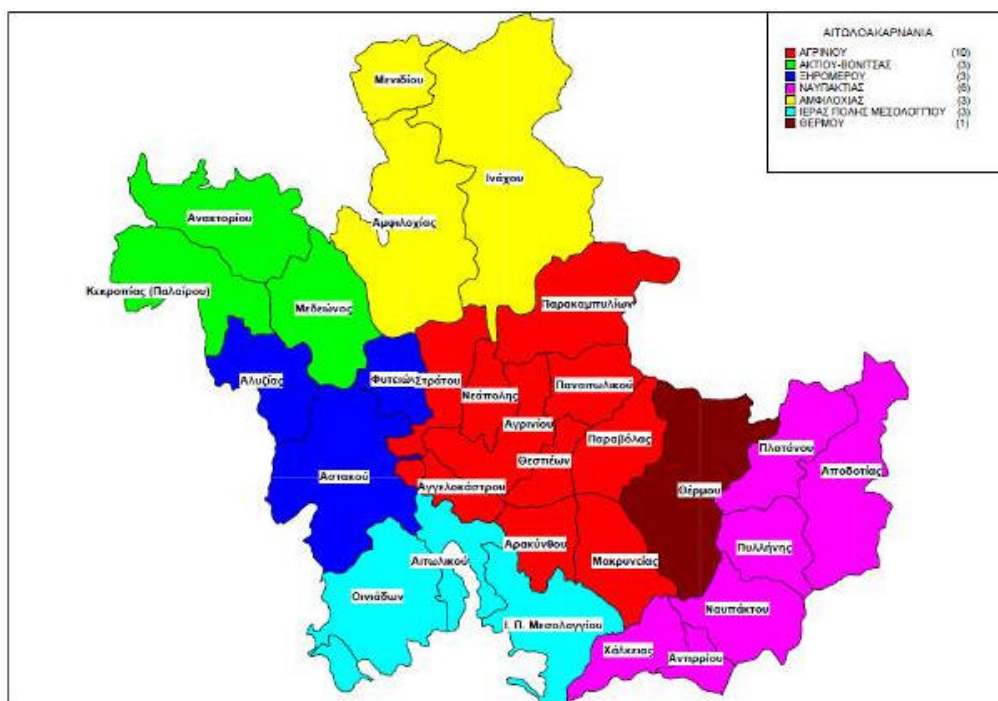 ΑΙΤΩΛΟΑΚΑΡΝΑΝΙΑ
ΑΓΡΙΝΙΟΥ (10)
ΑΚΤΙΟΥ-ΒΟΝΙΤΣΑΣ (3)
ΞΗΡΟΜΕΡΟΥ (3)
ΝΑΥΠΑΚΤΙΑΣ (6)
ΑΜΦΙΛΟΧΙΑΣ (3)
ΙΕΡΑΣ ΠΟΛΗΣ ΜΕΣΟΛΟΓΓΙΟΥ (3)
ΘΕΡΜΟΥ (1)
Μενιδίου
Ινάχου
Ανακτορίου
Αμφιλοχίας
Κεκροπίας (Παλαίρου)
Μεδεώνος
Παρακαμπυλίων
Αλυζίας
Φυτειών
Στράτου
Νεάπολης
Παναιτωλικού
Αγρινίου
Παραβόλας
Πλατάνου
Θεστιέων
Αποδοτίας
Αστακού
Αγγελοκάστρου
Θέρμου
Αρακύνθου
Πυλλήνης
Αιτωλικού
Μακρυνείας
Οινιάδων
Ναυπάκτου
Ι. Π. Μεσολογγίου
Χάλκειας
Αντιρρίου